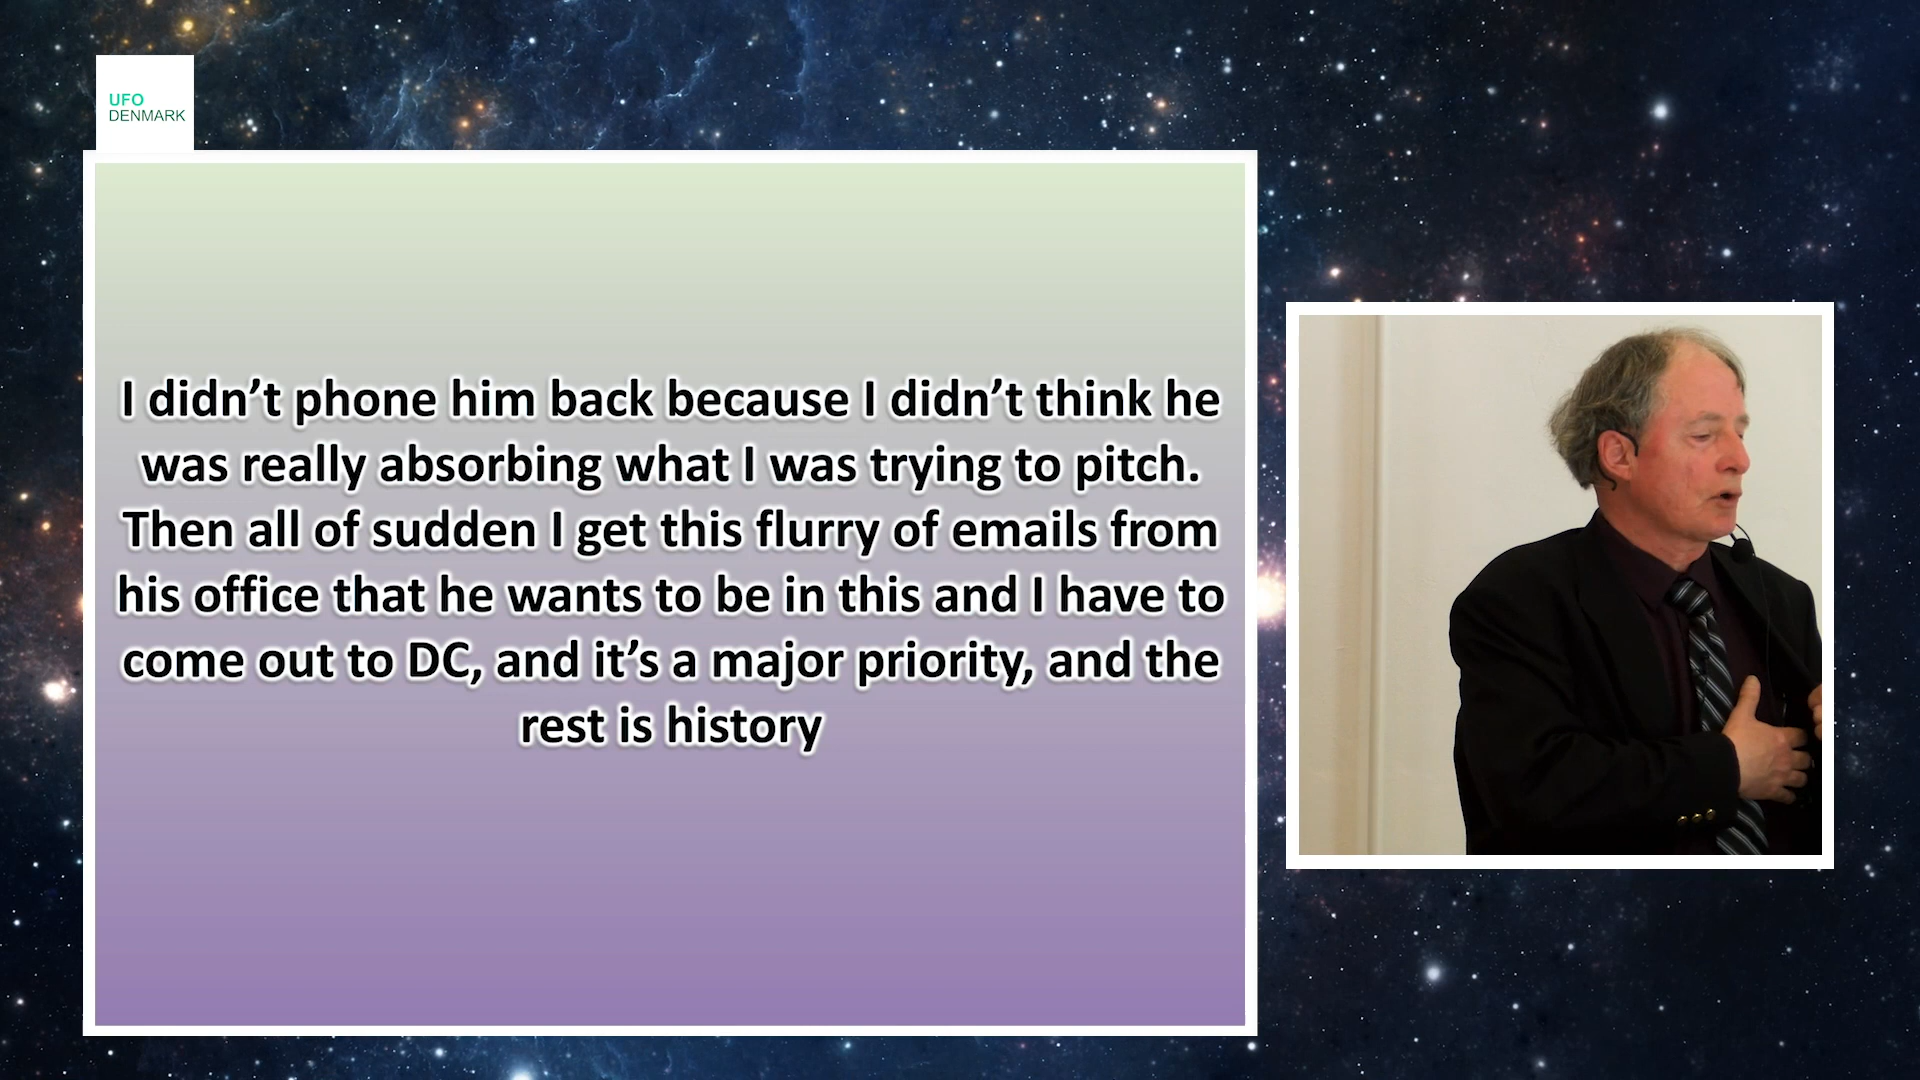 UFO
DENMARK
I didn’t phone him back because I didn’t think he
was really absorbing what I was trying to pitch.
Then all of sudden I get this flurry of emails from
his office that he wants to be in this and I have to
come out to DC, and it’s a major priority, and the
rest is history